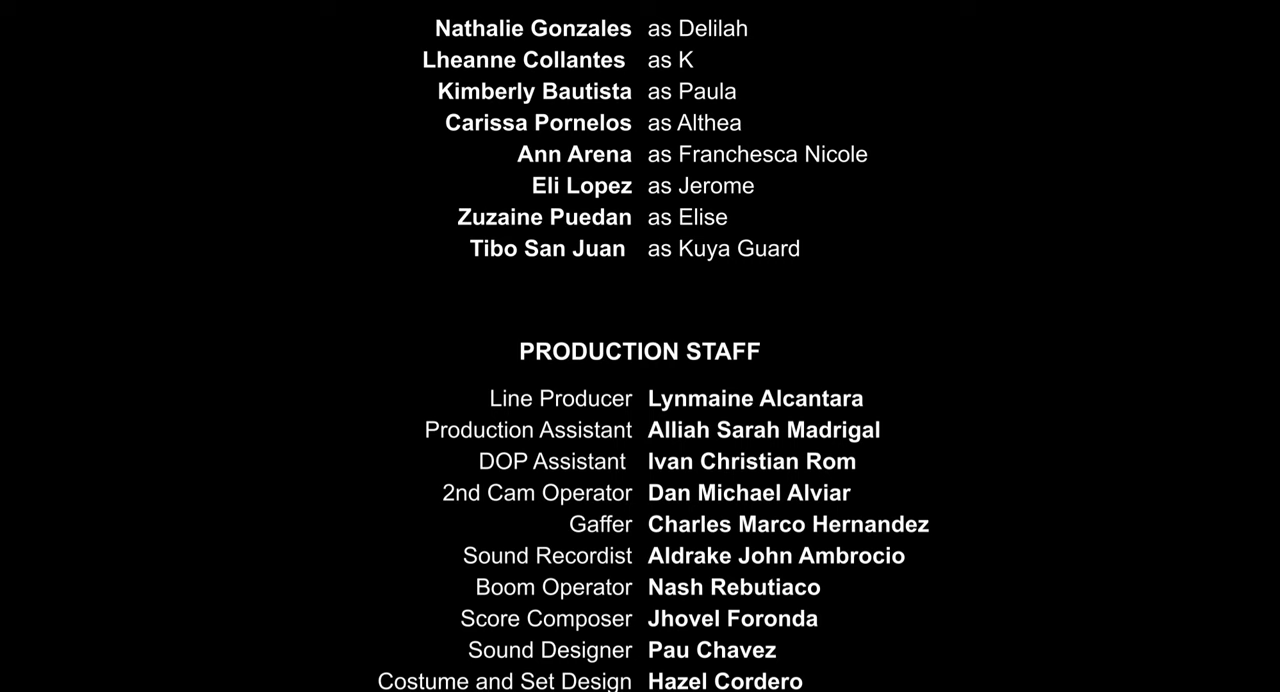 Nathalie Gonzales as Delilah
Lheanne Collantes as K
Kimberly Bautista as Paula
Carissa Pornelos as Althea
Ann Arena as Franchesca Nicole
Eli Lopez as Jerome
Zuzaine Puedan as Elise
Tibo San Juan as Kuya Guard
PRODUCTION STAFF
Line Producer Lynmaine Alcantara
Production Assistant Alliah Sarah Madrigal
DOP Assistant Ivan Christian Rom
2nd Cam Operator Dan Michael Alviar
Gaffer Charles Marco Hernandez
Sound Recordist Aldrake John Ambrocio
Boom Operator Nash Rebutiaco
Score Composer Jhovel Foronda
Sound Designer Pau Chavez
Costume and Set Design Hazel Cordero